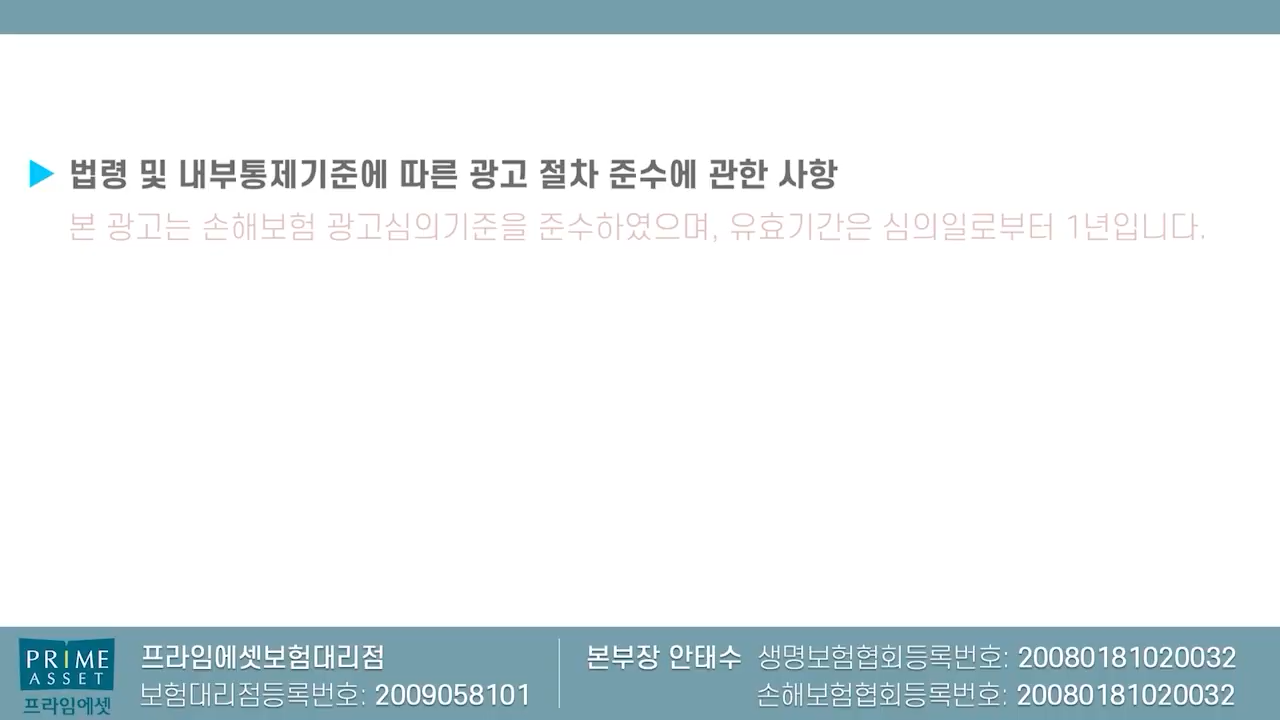 ▶ 법령 및 내부통제기준에 따른 광고 절차 준수에 관한 사항
본 광고는 손해보험 광고심의기준을 준수하였으며, 유효기간은 심의일로부터 1년입니다.
PRIME
ASSET
프라임에셋
프라임에셋보험대리점
보험대리점등록번호: 2009058101
본부장 안태수 생명보험협회등록번호: 20080181020032
손해보험협회등록번호: 20080181020032